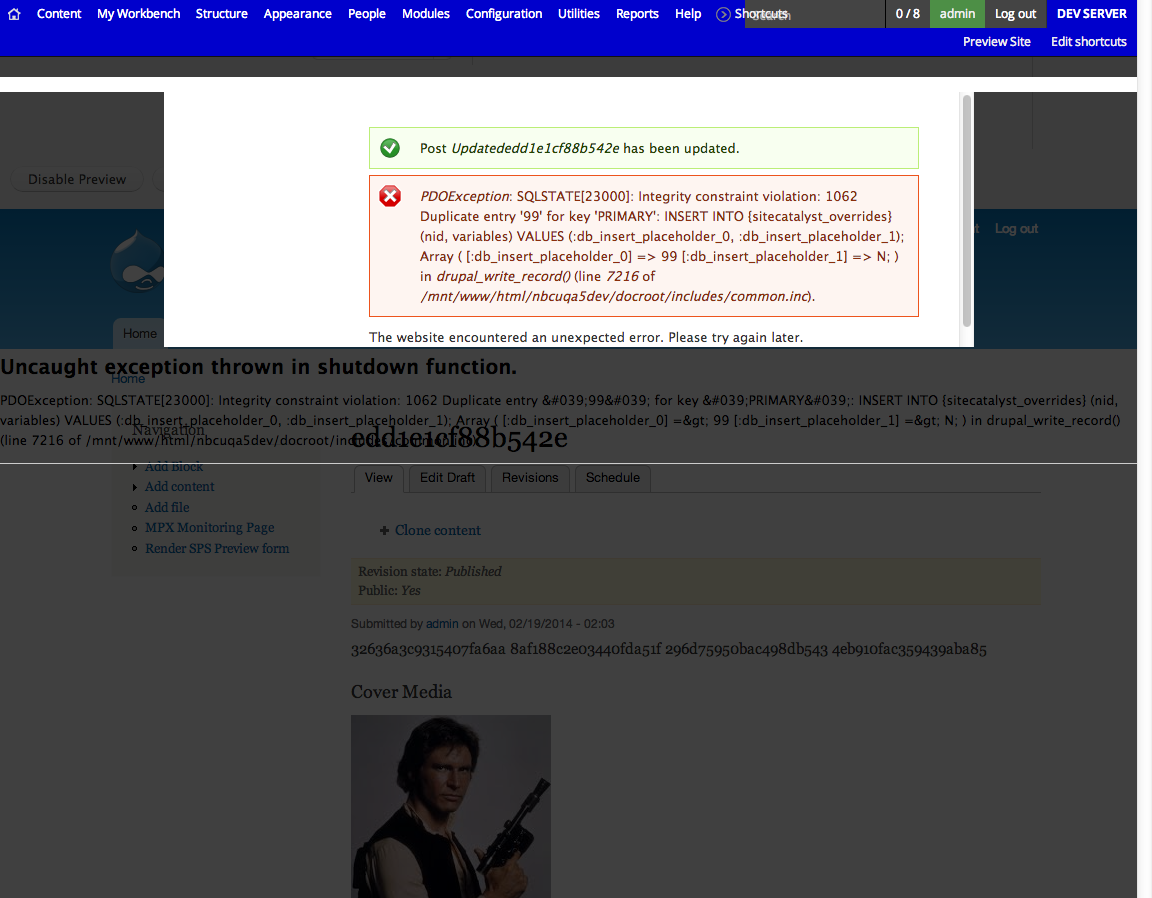 Content My Workbench Structure Appearance People Modules Configuration Utilities Reports Help Shortcuts Search 0 / 8 admin Log out DEV SERVER
Preview Site Edit shortcuts
Disable Preview
Post Updatededd1e1cf88b542e has been updated.
PDOException: SQLSTATE[23000]: Integrity constraint violation: 1062
Duplicate entry '99' for key 'PRIMARY': INSERT INTO {sitecatalyst_overrides}
(nid, variables) VALUES (:db_insert_placeholder_0, :db_insert_placeholder_1);
Array ( [:db_insert_placeholder_0] => 99 [:db_insert_placeholder_1] => N; )
in drupal_write_record() (line 7216 of
/mnt/www/html/nbcuqa5dev/docroot/includes/common.inc).
The website encountered an unexpected error. Please try again later.
Log out
Home
Uncaught exception thrown in shutdown function.
Home
PDOException: SQLSTATE[23000]: Integrity constraint violation: 1062 Duplicate entry &#039;99&#039; for key &#039;PRIMARY&#039;: INSERT INTO {sitecatalyst_overrides} (nid,
variables) VALUES (:db_insert_placeholder_0, :db_insert_placeholder_1); Array ( [:db_insert_placeholder_0] =&gt; 99 [:db_insert_placeholder_1] =&gt; N; ) in drupal_write_record()
(line 7216 of /mnt/www/html/nbcuqa5dev/docroot/includes/common.inc).
Navigation
edd1e1cf88b542e
Add Block
Add content
Add file
MPX Monitoring Page
Render SPS Preview form
View Edit Draft Revisions Schedule
Clone content
Revision state: Published
Public: Yes
Submitted by admin on Wed, 02/19/2014 - 02:03
32636a3c9315407fa6aa 8af188c2e03440fda51f 296d75950bac498db543 4eb910fac359439aba85
Cover Media